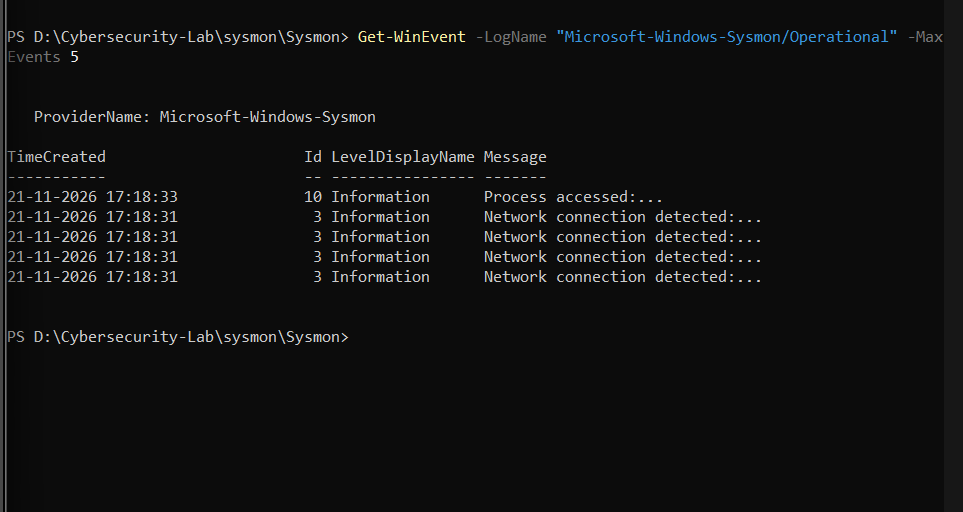 PS D:\Cybersecurity-Lab\sysmon\Sysmon> Get-WinEvent -LogName "Microsoft-Windows-Sysmon/Operational" -Max
Events 5
ProviderName: Microsoft-Windows-Sysmon
TimeCreated                      Id LevelDisplayName Message
-----------                      -- ---------------- -------
21-11-2026 17:18:33              10 Information      Process accessed:...
21-11-2026 17:18:31               3 Information      Network connection detected:...
21-11-2026 17:18:31               3 Information      Network connection detected:...
21-11-2026 17:18:31               3 Information      Network connection detected:...
21-11-2026 17:18:31               3 Information      Network connection detected:...
PS D:\Cybersecurity-Lab\sysmon\Sysmon>